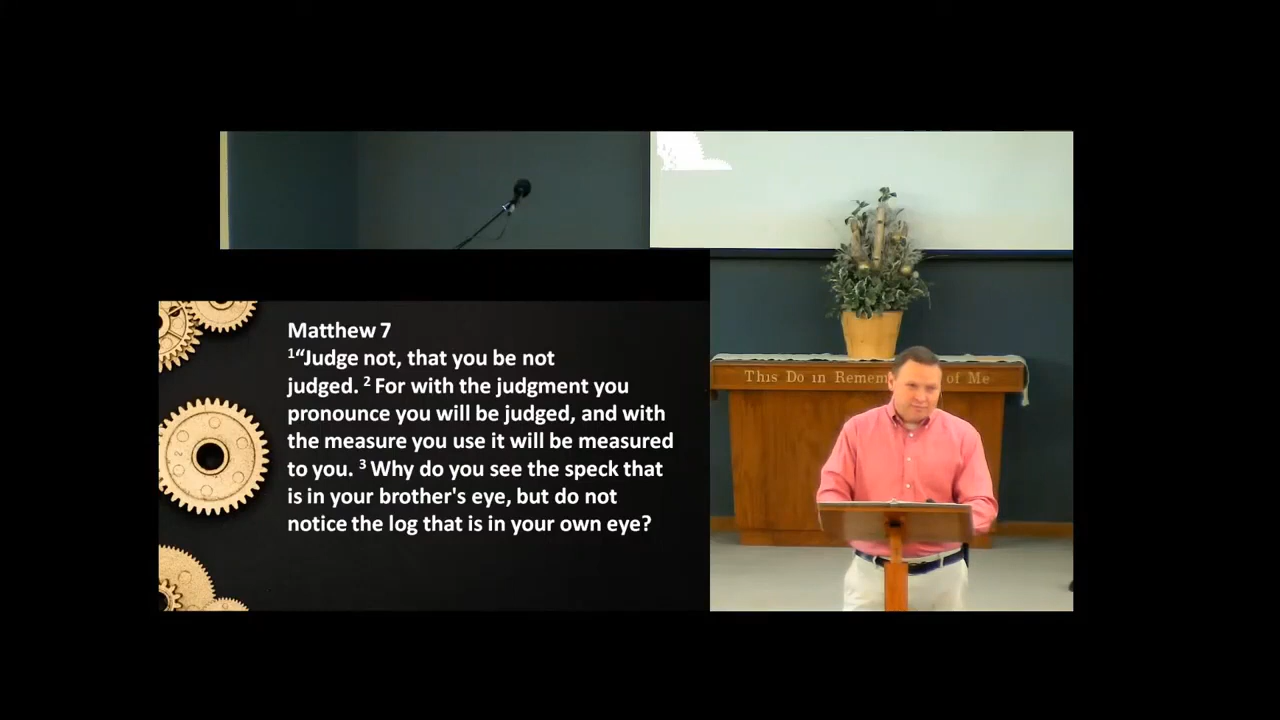 Matthew 7
1“Judge not, that you be not
judged. 2 For with the judgment you
pronounce you will be judged, and with
the measure you use it will be measured
to you. 3 Why do you see the speck that
is in your brother's eye, but do not
notice the log that is in your own eye?
This Do in Remem of Me